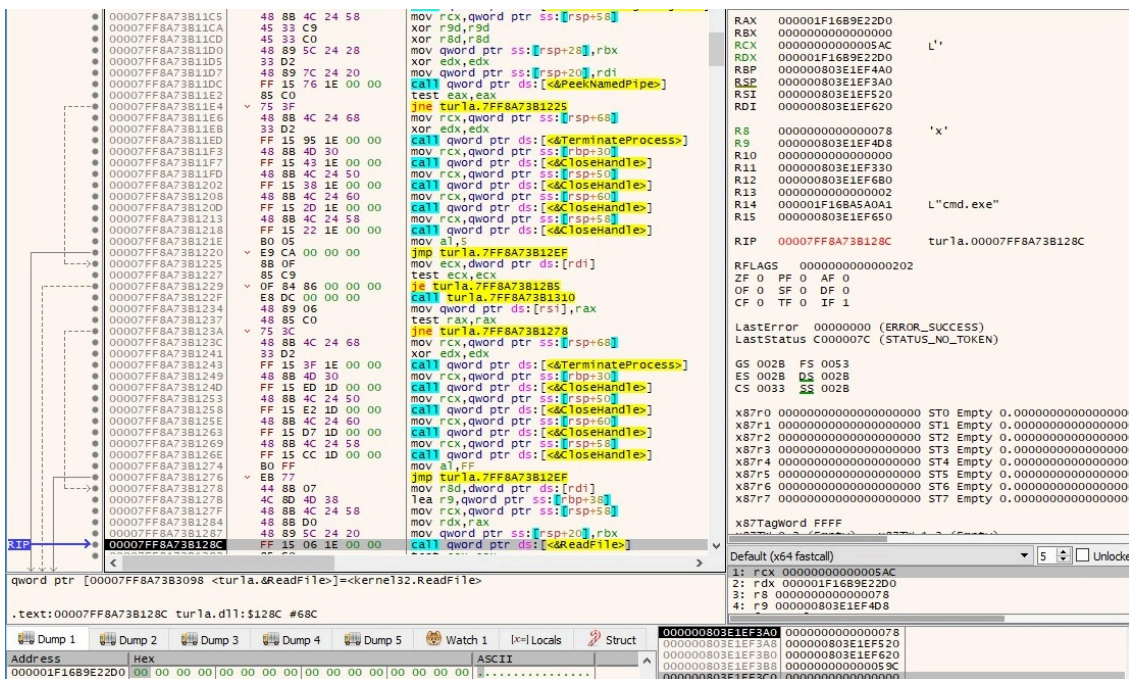 00007FF8A73B11C5 48 8B 4C 24 58 mov rcx,qword ptr ss:[rsp+58]
00007FF8A73B11CA 45 33 C9 xor r9d,r9d
00007FF8A73B11CD 45 33 C0 xor r8d,r8d
00007FF8A73B11D0 48 89 5C 24 28 mov qword ptr ss:[rsp+28],rbx
00007FF8A73B11D5 33 D2 xor edx,edx
00007FF8A73B11D7 48 89 7C 24 20 mov qword ptr ss:[rsp+20],rdi
00007FF8A73B11DC FF 15 76 1E 00 00 call qword ptr ds:[<&PeekNamedPipe>]
00007FF8A73B11E2 85 C0 test eax,eax
00007FF8A73B11E4 75 3F jne turla.7FF8A73B1225
00007FF8A73B11E6 48 8B 4C 24 68 mov rcx,qword ptr ss:[rsp+68]
00007FF8A73B11EB 33 D2 xor edx,edx
00007FF8A73B11ED FF 15 95 1E 00 00 call qword ptr ds:[<&TerminateProcess>]
00007FF8A73B11F3 48 8B 4D 30 mov rcx,qword ptr ss:[rbp+30]
00007FF8A73B11F7 FF 15 43 1E 00 00 call qword ptr ds:[<&CloseHandle>]
00007FF8A73B11FD 48 8B 4C 24 50 mov rcx,qword ptr ss:[rsp+50]
00007FF8A73B1202 FF 15 38 1E 00 00 call qword ptr ds:[<&CloseHandle>]
00007FF8A73B1208 48 8B 4C 24 60 mov rcx,qword ptr ss:[rsp+60]
00007FF8A73B120D FF 15 2D 1E 00 00 call qword ptr ds:[<&CloseHandle>]
00007FF8A73B1213 48 8B 4C 24 58 mov rcx,qword ptr ss:[rsp+58]
00007FF8A73B1218 FF 15 22 1E 00 00 call qword ptr ds:[<&CloseHandle>]
00007FF8A73B121E B0 05 mov al,5
00007FF8A73B1220 E9 CA 00 00 00 jmp turla.7FF8A73B12EF
00007FF8A73B1225 8B 0F mov ecx,dword ptr ds:[rdi]
00007FF8A73B1227 85 C9 test ecx,ecx
00007FF8A73B1229 0F 84 86 00 00 00 je turla.7FF8A73B12B5
00007FF8A73B122F E8 DC 00 00 00 call turla.7FF8A73B1310
00007FF8A73B1234 48 89 06 mov qword ptr ds:[rsi],rax
00007FF8A73B1237 48 85 C0 test rax,rax
00007FF8A73B123A 75 3C jne turla.7FF8A73B1278
00007FF8A73B123C 48 8B 4C 24 68 mov rcx,qword ptr ss:[rsp+68]
00007FF8A73B1241 33 D2 xor edx,edx
00007FF8A73B1243 FF 15 3F 1E 00 00 call qword ptr ds:[<&TerminateProcess>]
00007FF8A73B1249 48 8B 4D 30 mov rcx,qword ptr ss:[rbp+30]
00007FF8A73B124D FF 15 ED 1D 00 00 call qword ptr ds:[<&CloseHandle>]
00007FF8A73B1253 48 8B 4C 24 50 mov rcx,qword ptr ss:[rsp+50]
00007FF8A73B1258 FF 15 E2 1D 00 00 call qword ptr ds:[<&CloseHandle>]
00007FF8A73B125E 48 8B 4C 24 60 mov rcx,qword ptr ss:[rsp+60]
00007FF8A73B1263 FF 15 D7 1D 00 00 call qword ptr ds:[<&CloseHandle>]
00007FF8A73B1269 48 8B 4C 24 58 mov rcx,qword ptr ss:[rsp+58]
00007FF8A73B126E FF 15 CC 1D 00 00 call qword ptr ds:[<&CloseHandle>]
00007FF8A73B1274 B0 FF mov al,FF
00007FF8A73B1276 EB 77 jmp turla.7FF8A73B12EF
00007FF8A73B1278 44 8B 07 mov r8d,dword ptr ds:[rdi]
00007FF8A73B127B 4C 8D 4D 38 lea r9,qword ptr ss:[rbp+38]
00007FF8A73B127F 48 8B 4C 24 58 mov rcx,qword ptr ss:[rsp+58]
00007FF8A73B1284 48 8B D0 mov rdx,rax
00007FF8A73B1287 48 89 5C 24 20 mov qword ptr ss:[rsp+20],rbx
RIP 00007FF8A73B128C FF 15 06 1E 00 00 call qword ptr ds:[<&ReadFile>]
qword ptr [00007FF8A73B3098 <turla.&ReadFile>]=<kernel32.ReadFile>
.text:00007FF8A73B128C turla.dll:$128C #68C
RAX 000001F16B9E22D0
RBX 0000000000000000
RCX 00000000000005AC L'֬'
RDX 000001F16B9E22D0
RBP 000000803E1EF4A0
RSP 000000803E1EF3A0
RSI 000000803E1EF520
RDI 000000803E1EF620
R8 0000000000000078 'x'
R9 000000803E1EF4D8
R10 0000000000000000
R11 000000803E1EF330
R12 000000803E1EF6B0
R13 0000000000000002
R14 000001F16BA5A0A1 L"cmd.exe"
R15 000000803E1EF650
RIP 00007FF8A73B128C turla.00007FF8A73B128C
RFLAGS 0000000000000202
ZF 0 PF 0 AF 0
OF 0 SF 0 DF 0
CF 0 TF 0 IF 1
LastError 00000000 (ERROR_SUCCESS)
LastStatus C000007C (STATUS_NO_TOKEN)
GS 002B FS 0053
ES 002B DS 002B
CS 0033 SS 002B
x87r0 00000000000000000000 ST0 Empty 0.0000000000000000
x87r1 00000000000000000000 ST1 Empty 0.0000000000000000
x87r2 00000000000000000000 ST2 Empty 0.0000000000000000
x87r3 00000000000000000000 ST3 Empty 0.0000000000000000
x87r4 00000000000000000000 ST4 Empty 0.0000000000000000
x87r5 00000000000000000000 ST5 Empty 0.0000000000000000
x87r6 00000000000000000000 ST6 Empty 0.0000000000000000
x87r7 00000000000000000000 ST7 Empty 0.0000000000000000
x87TagWord FFFF
Default (x64 fastcall) 5 Unlocke
1: rcx 00000000000005AC
2: rdx 000001F16B9E22D0
3: r8 0000000000000078
4: r9 000000803E1EF4D8
Dump 1 Dump 2 Dump 3 Dump 4 Dump 5 Watch 1 [x=] Locals Struct
Address Hex ASCII
000001F16B9E22D0 00 00 00 00 00 00 00 00 00 00 00 00 00 00 00 00 ................
000000803E1EF3A0 0000000000000078
000000803E1EF3A8 000000803E1EF520
000000803E1EF3B0 000000803E1EF620
000000803E1EF3B8 000000000000059C
000000803E1EF3C0 0000000000000000